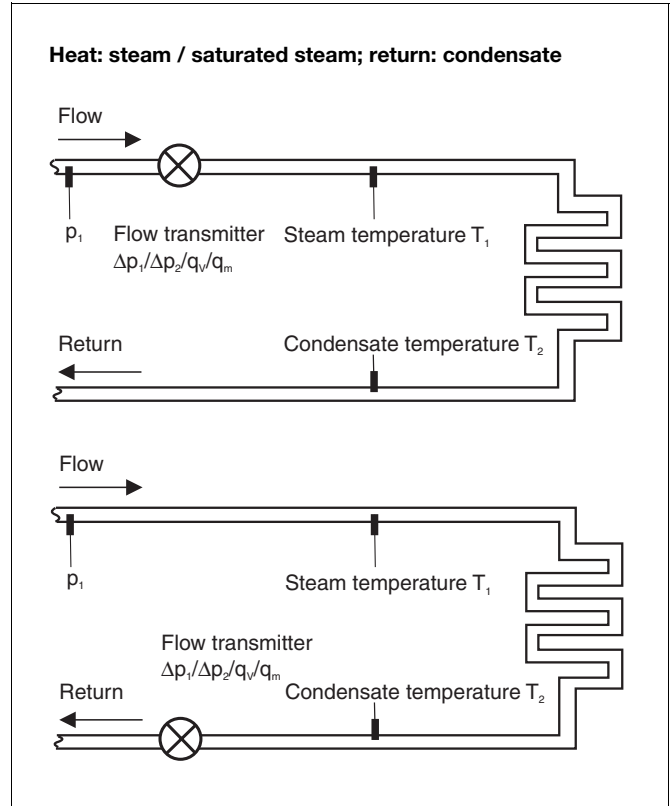 Heat: steam / saturated steam; return: condensate
Flow
p₁
Flow transmitter
Δp₁/Δp₂/qᵥ/qₘ
Steam temperature T₁
Return
Condensate temperature T₂
Flow
p₁
Steam temperature T₁
Flow transmitter
Δp₁/Δp₂/qᵥ/qₘ
Return
Condensate temperature T₂